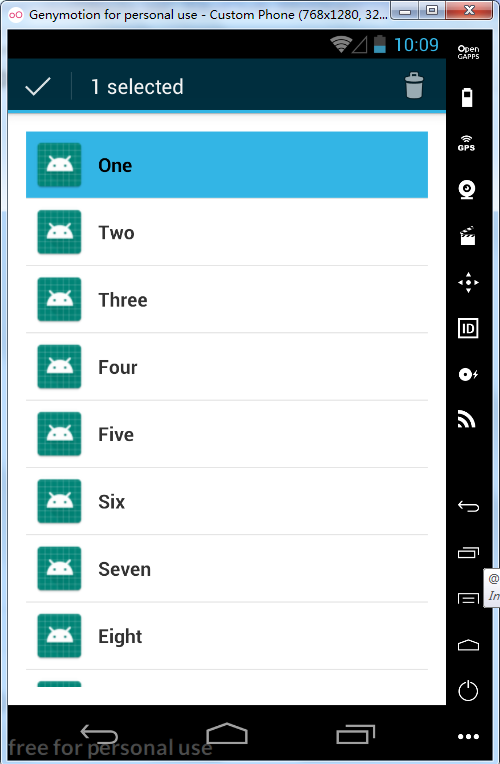 Genymotion for personal use - Custom Phone (768x1280, 32...
10:09
Open
GAPPS
1 selected
GPS
One
Two
Three
ID
Four
Five
Six
Seven
@
In
Eight
free for personal use